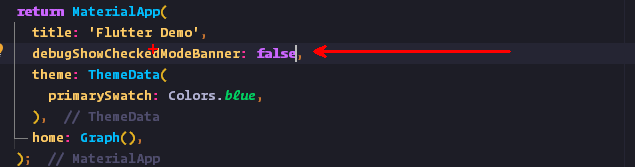 return MaterialApp(
title: 'Flutter Demo',
debugShowCheckedModeBanner: false,
theme: ThemeData(
primarySwatch: Colors.blue,
), // ThemeData
home: Graph(),
); // MaterialApp